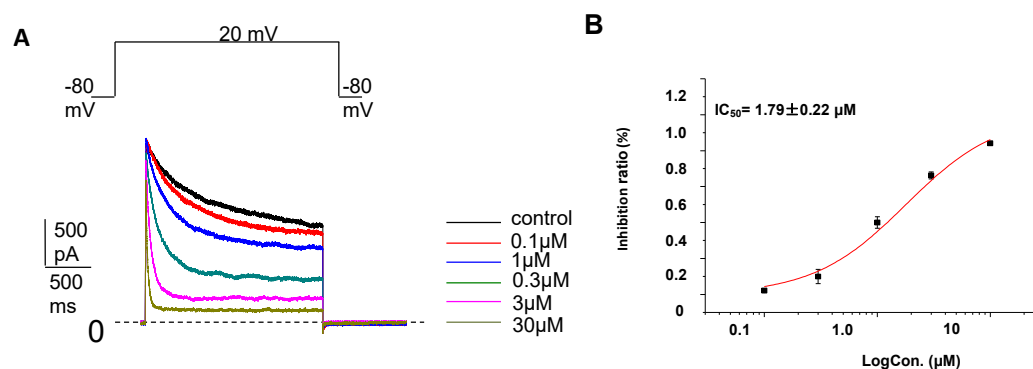 A
20 mV
-80
mV
-80
mV
500
pA
500
ms
0
control
0.1µM
1µM
0.3µM
3µM
30µM
B
IC50= 1.79±0.22 µM
Inhibition ratio (%)
1.2
1.0
0.8
0.6
0.4
0.2
0.0
0.1
1.0
10
LogCon. (µM)